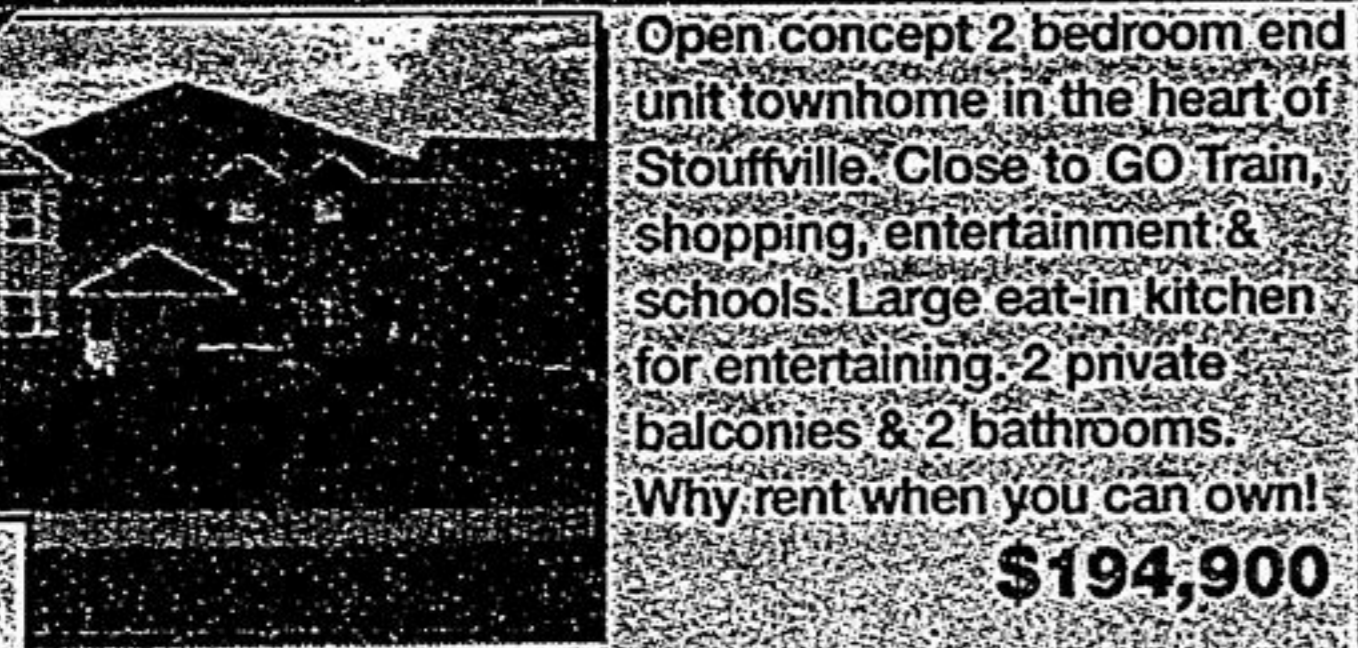 Open concept 2 bedroom end
unit townhome in the heart of
Stouffville. Close to GO Train,
shopping, entertainment &
schools. Large eat-in kitchen
for entertaining. 2 private
balconies & 2 bathrooms.
Why rent when you can own!
$194,900